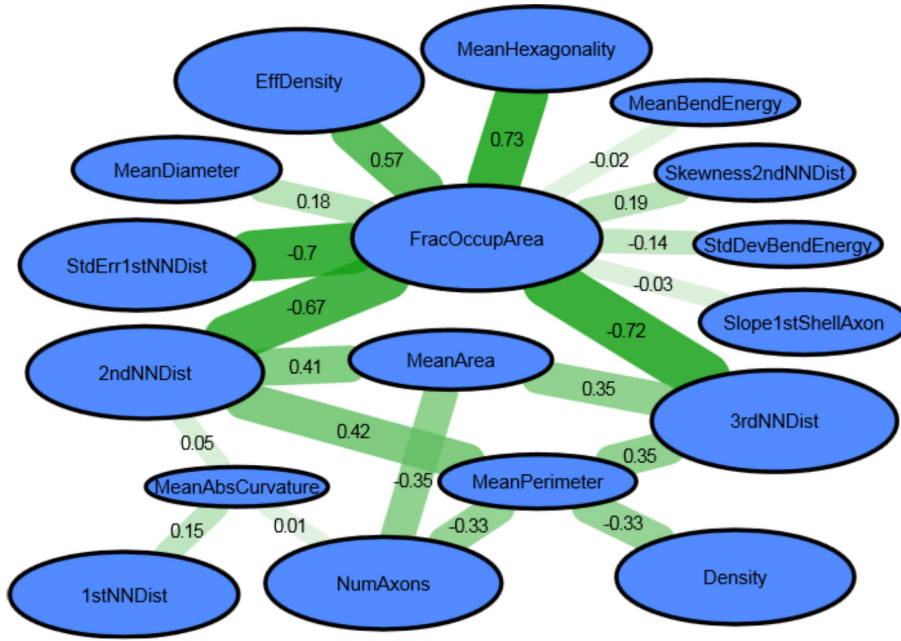 MeanHexagonality
EffDensity
MeanBendEnergy
0.73
0.57
-0.02
MeanDiameter
Skewness2ndNNDist
0.18
0.19
FracOccupArea
-0.14
StdDevBendEnergy
StdErr1stNNDist
-0.7
-0.03
-0.67
-0.72
Slope1stShellAxon
2ndNNDist
0.41
MeanArea
0.35
3rdNNDist
0.42
0.05
0.35
MeanAbsCurvature
-0.35
MeanPerimeter
0.15
0.01
-0.33
-0.33
1stNNDist
NumAxons
Density